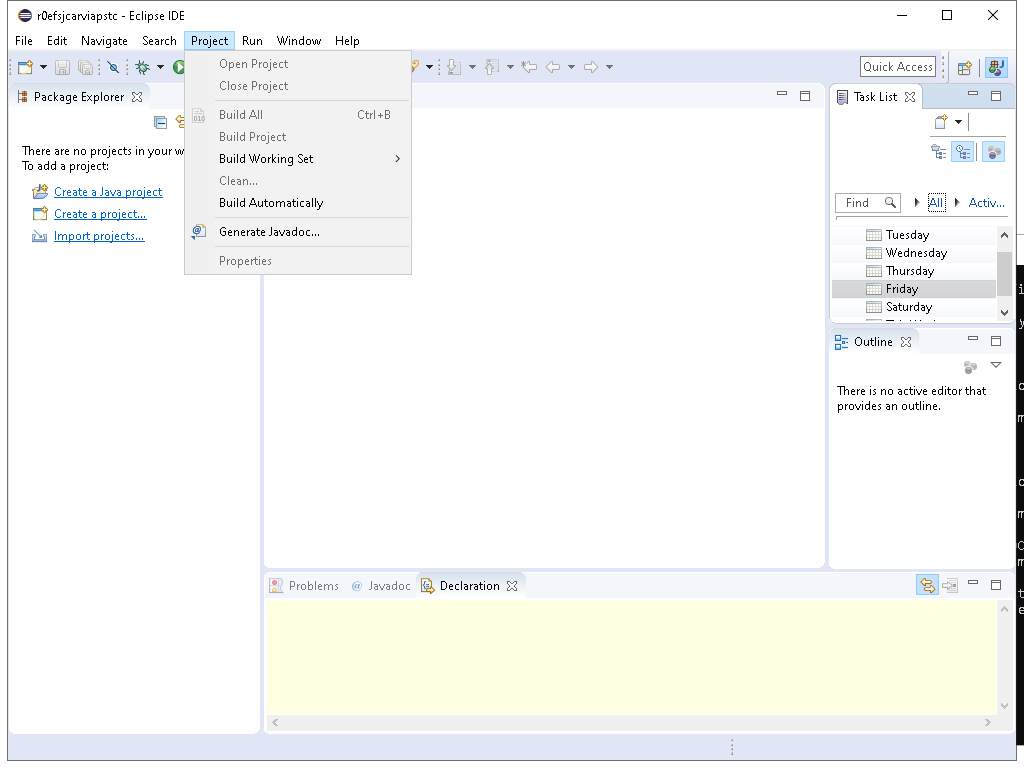 r0efsjcarviapstc - Eclipse IDE
File Edit Navigate Search Project Run Window Help
Quick Access
Open Project
Close Project
Build All Ctrl+B
Build Project
Build Working Set
Clean...
Build Automatically
Generate Javadoc...
Properties
Package Explorer
There are no projects in your w
To add a project:
Create a Java project
Create a project...
Import projects...
Task List
Find All Activ...
Tuesday
Wednesday
Thursday
Friday
Saturday
Outline
There is no active editor that
provides an outline.
Problems Javadoc Declaration